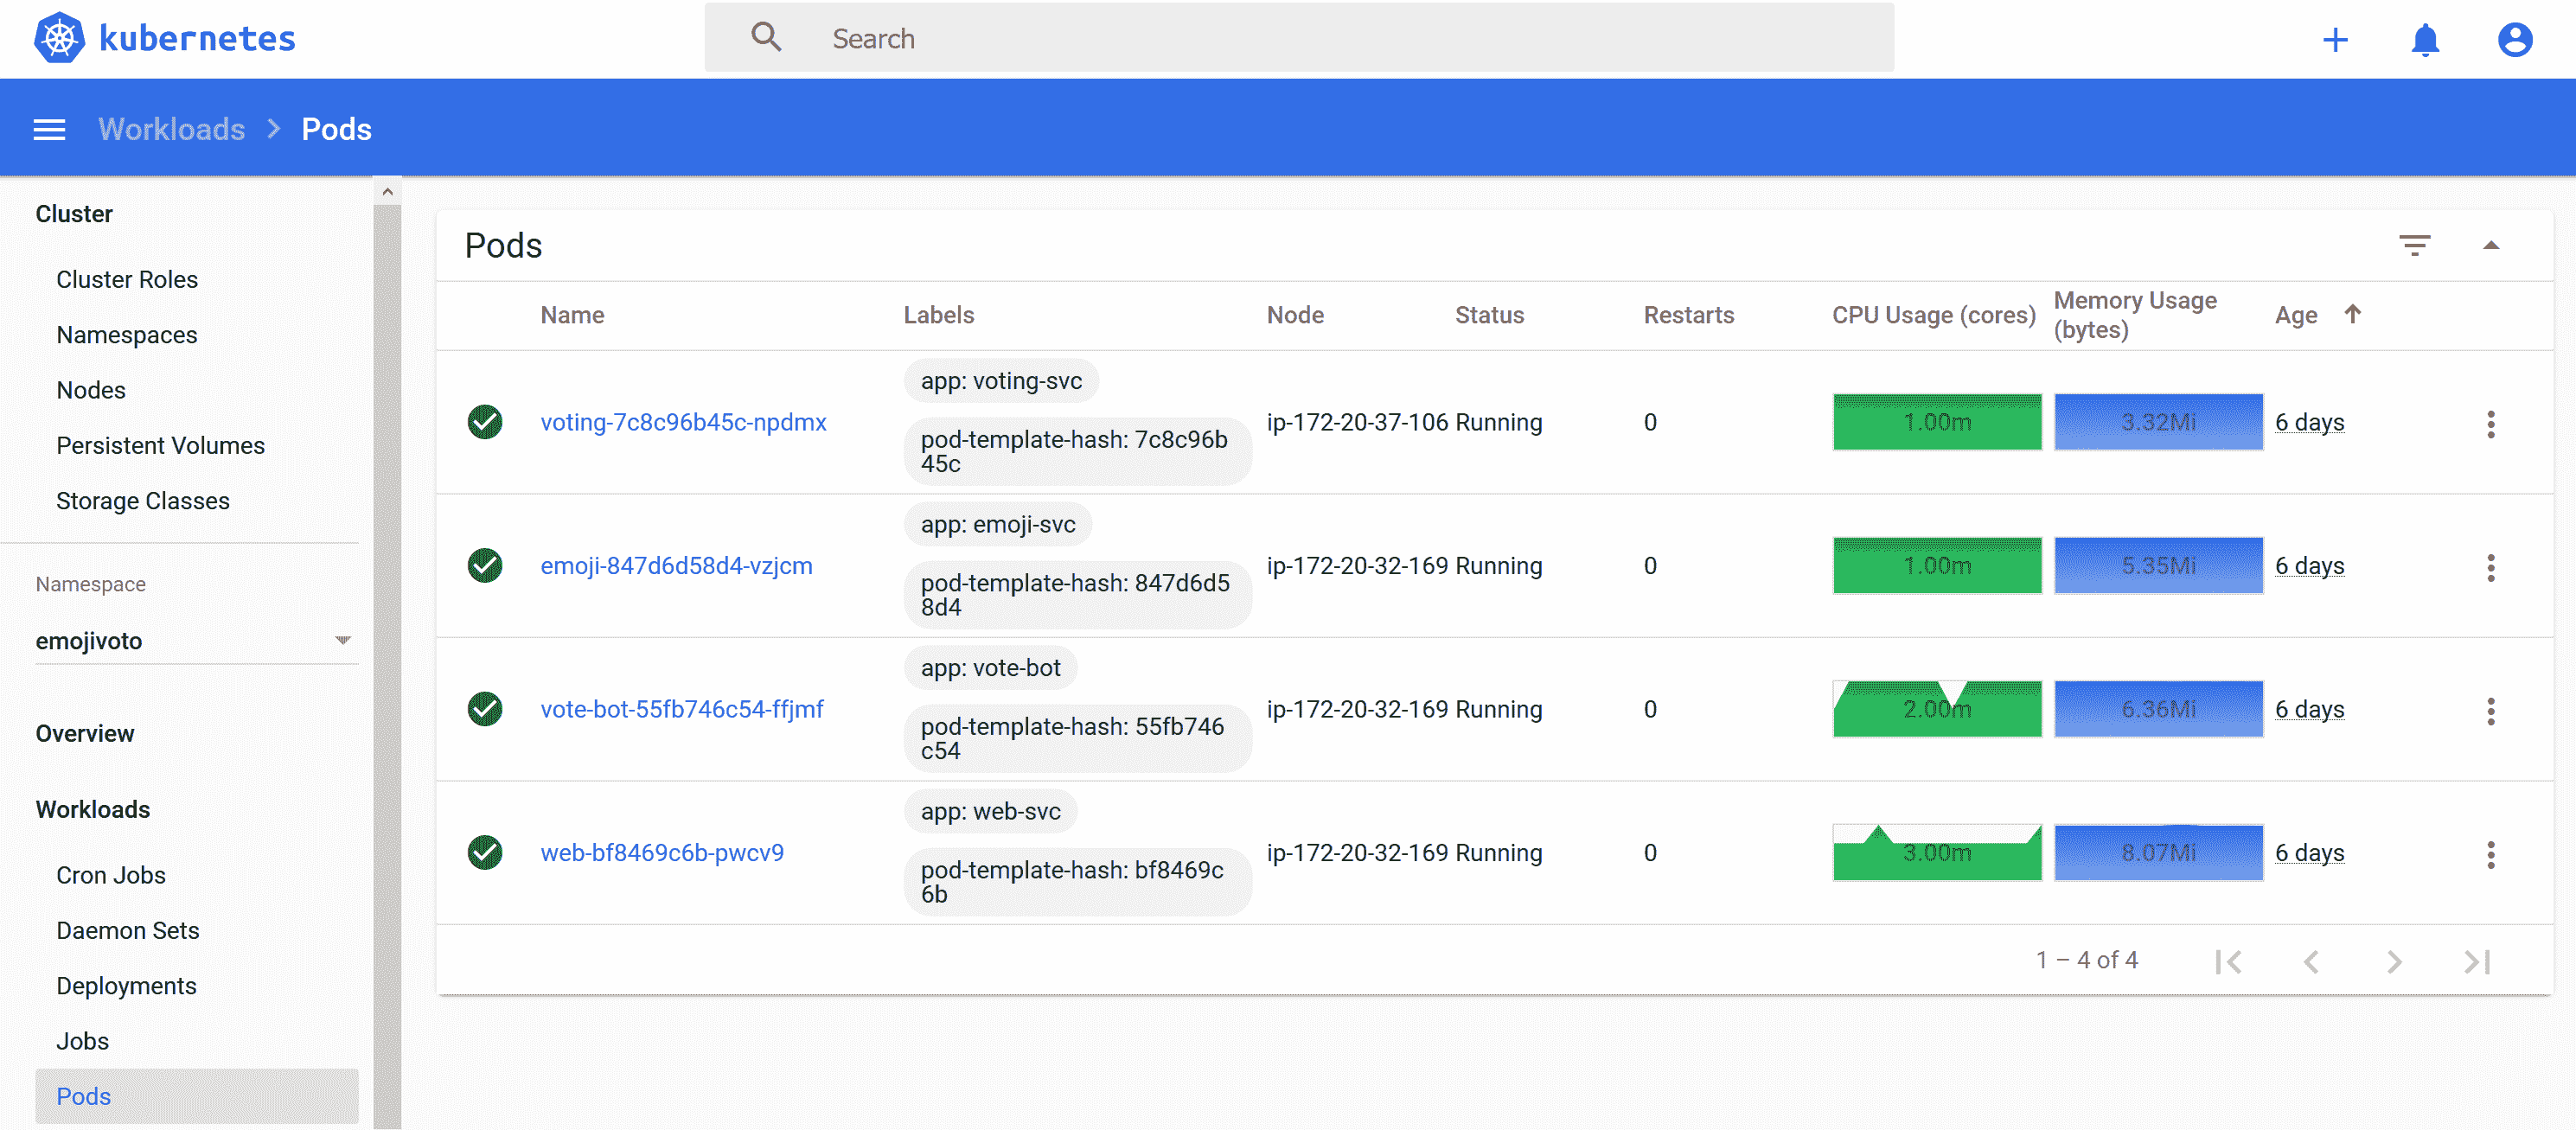 kubernetes
Search
Workloads > Pods
Cluster
Cluster Roles
Namespaces
Nodes
Persistent Volumes
Storage Classes
Namespace
emojivoto
Overview
Workloads
Cron Jobs
Daemon Sets
Deployments
Jobs
Pods
Pods
Name Labels Node Status Restarts CPU Usage (cores) Memory Usage (bytes) Age
app: voting-svc
voting-7c8c96b45c-npdmx pod-template-hash: 7c8c96b45c ip-172-20-37-106 Running 0 1.00m 3.32Mi 6 days
app: emoji-svc
emoji-847d6d58d4-vzjcm pod-template-hash: 847d6d58d4 ip-172-20-32-169 Running 0 1.00m 5.35Mi 6 days
app: vote-bot
vote-bot-55fb746c54-ffjmf pod-template-hash: 55fb746c54 ip-172-20-32-169 Running 0 2.00m 6.36Mi 6 days
app: web-svc
web-bf8469c6b-pwcv9 pod-template-hash: bf8469c6b ip-172-20-32-169 Running 0 3.00m 8.07Mi 6 days
1 – 4 of 4